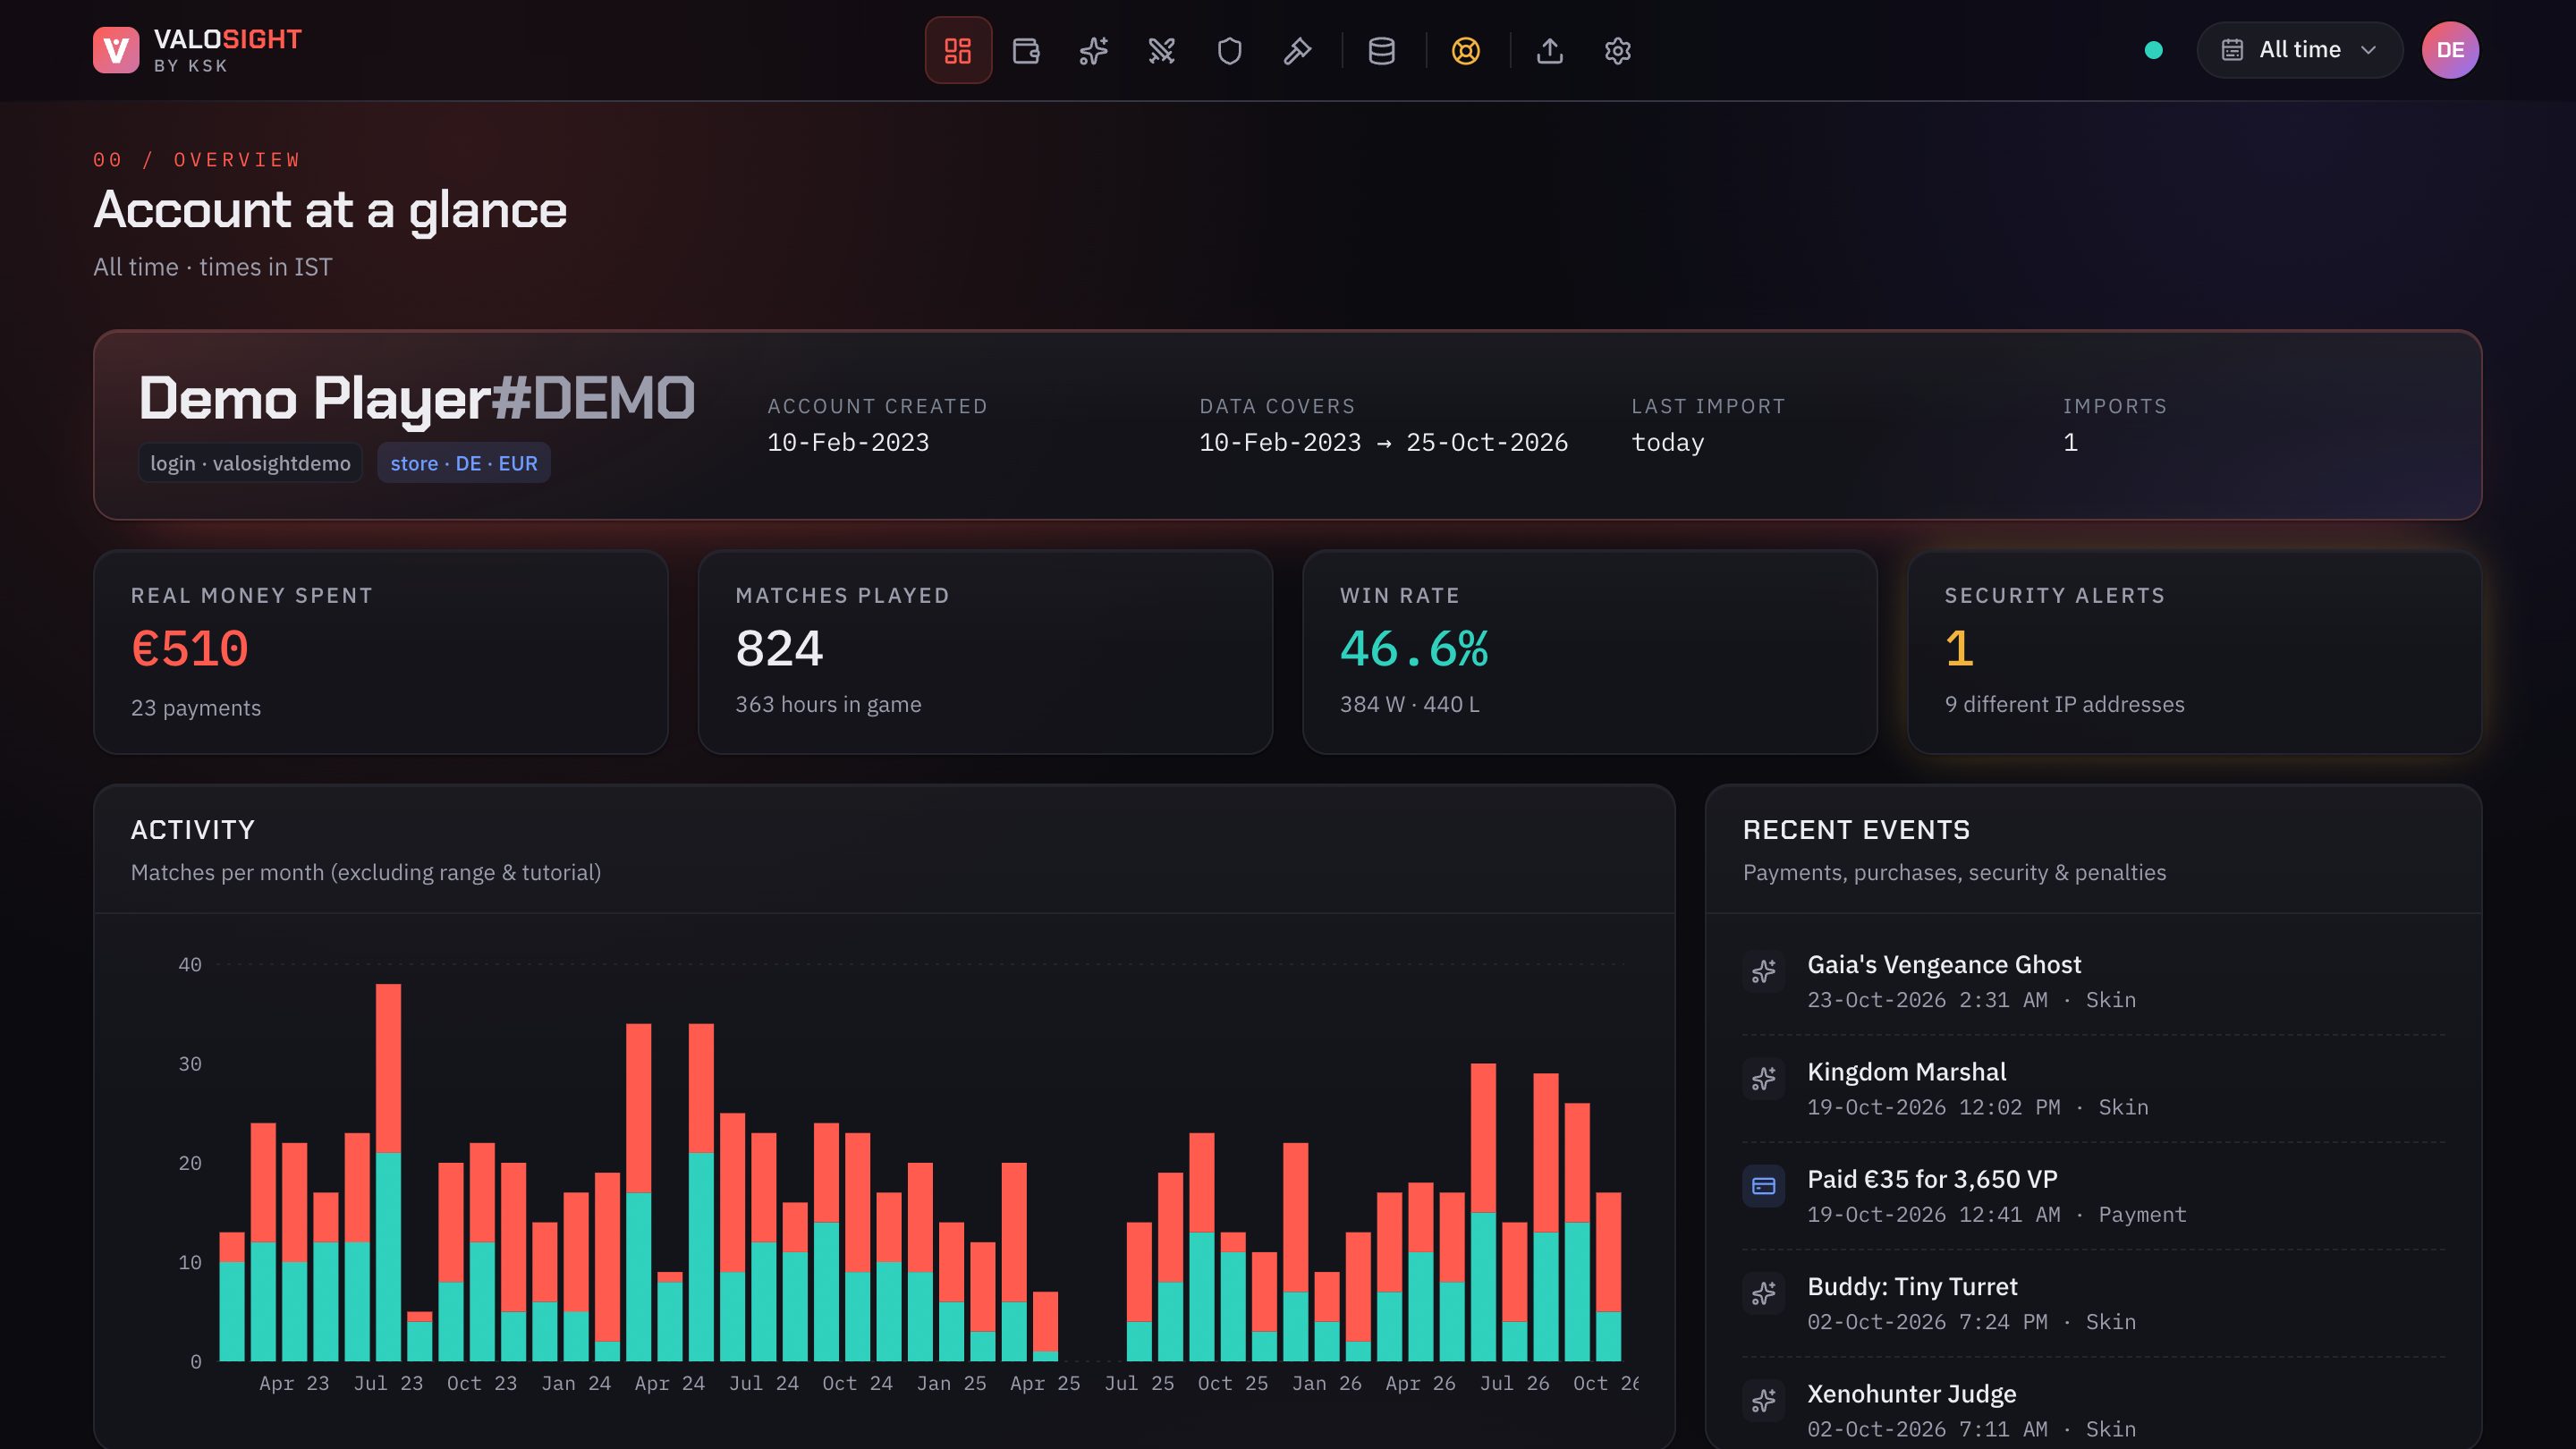 VALOSIGHT
BY KSK
All time
DE
00 / OVERVIEW
Account at a glance
All time · times in IST
Demo Player#DEMO
login · valosightdemo
store · DE · EUR
ACCOUNT CREATED
10-Feb-2023
DATA COVERS
10-Feb-2023 → 25-Oct-2026
LAST IMPORT
today
IMPORTS
1
REAL MONEY SPENT
€510
23 payments
MATCHES PLAYED
824
363 hours in game
WIN RATE
46.6%
384 W · 440 L
SECURITY ALERTS
1
9 different IP addresses
ACTIVITY
Matches per month (excluding range & tutorial)
40
30
20
10
0
Apr 23 Jul 23 Oct 23 Jan 24 Apr 24 Jul 24 Oct 24 Jan 25 Apr 25 Jul 25 Oct 25 Jan 26 Apr 26 Jul 26 Oct 26
RECENT EVENTS
Payments, purchases, security & penalties
Gaia's Vengeance Ghost
23-Oct-2026 2:31 AM · Skin
Kingdom Marshal
19-Oct-2026 12:02 PM · Skin
Paid €35 for 3,650 VP
19-Oct-2026 12:41 AM · Payment
Buddy: Tiny Turret
02-Oct-2026 7:24 PM · Skin
Xenohunter Judge
02-Oct-2026 7:11 AM · Skin